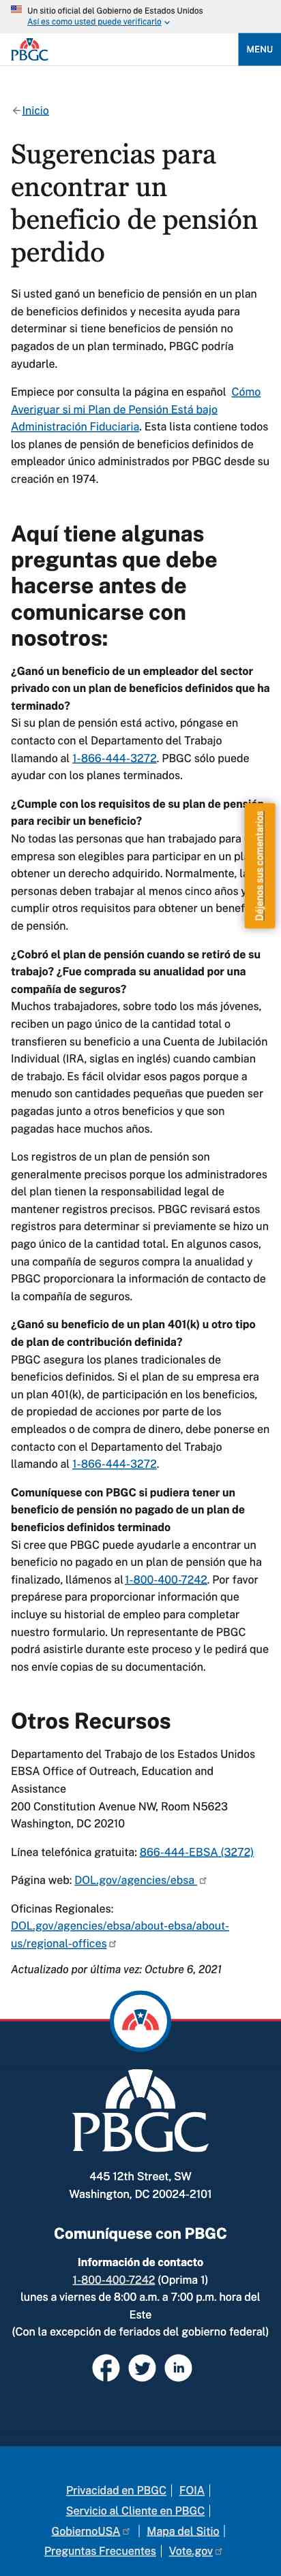 Un sitio oficial del Gobierno de Estados Unidos
Así es como usted puede verificarlo
PBGC
MENU
Inicio
Sugerencias para
encontrar un
beneficio de pensión
perdido
Si usted ganó un beneficio de pensión en un plan
de beneficios definidos y necesita ayuda para
determinar si tiene beneficios de pensión no
pagados de un plan terminado, PBGC podría
ayudarle.
Empiece por consulta la página en español Cómo
Averiguar si mi Plan de Pensión Está bajo
Administración Fiduciaria. Esta lista contiene todos
los planes de pensión de beneficios definidos de
empleador único administrados por PBGC desde su
creación en 1974.
Aquí tiene algunas
preguntas que debe
hacerse antes de
comunicarse con
nosotros:
¿Ganó un beneficio de un empleador del sector
privado con un plan de beneficios definidos que ha
terminado?
Si su plan de pensión está activo, póngase en
contacto con el Departamento del Trabajo
llamando al 1-866-444-3272. PBGC sólo puede
ayudar con los planes terminados.
¿Cumple con los requisitos de su plan de pensión
para recibir un beneficio?
No todas las personas que han trabajado para
empresa son elegibles para participar en un
obtener un derecho adquirido. Normalmente,
personas deben trabajar al menos cinco años y
cumplir otros requisitos para obtener un
de pensión.
Déjenos sus comentarios
¿Cobró el plan de pensión cuando se retiró de su
trabajo? ¿Fue comprada su anualidad por una
compañía de seguros?
Muchos trabajadores, sobre todo los más jóvenes,
reciben un pago único de la cantidad total o
transfieren su beneficio a una Cuenta de Jubilación
Individual (IRA, siglas en inglés) cuando cambian
de trabajo. Es fácil olvidar esos pagos porque a
menudo son cantidades pequeñas que pueden ser
pagadas junto a otros beneficios y que son
pagadas hace muchos años.
Los registros de un plan de pensión son
generalmente precisos porque los administradores
del plan tienen la responsabilidad legal de
mantener registros precisos. PBGC revisará estos
registros para determinar si previamente se hizo un
pago único de la cantidad total. En algunos casos,
una compañía de seguros compra la anualidad y
PBGC proporcionara la información de contacto de
la compañía de seguros.
¿Ganó su beneficio de un plan 401(k) u otro tipo
de plan de contribución definida?
PBGC asegura los planes tradicionales de
beneficios definidos. Si el plan de su empresa era
un plan 401(k), de participación en los beneficios,
de propiedad de acciones por parte de los
empleados o de compra de dinero, debe ponerse en
contacto con el Departamento del Trabajo
llamando al 1-866-444-3272.
Comuníquese con PBGC si pudiera tener un
beneficio de pensión no pagado de un plan de
beneficios definidos terminado
Si cree que PBGC puede ayudarle a encontrar un
beneficio no pagado en un plan de pensión que ha
finalizado, llámenos al 1-800-400-7242. Por favor
prepárese para proporcionar información que
incluye su historial de empleo para completar
nuestro formulario. Un representante de PBGC
podrá asistirle durante este proceso y le pedirá que
nos envíe copias de su documentación.
Otros Recursos
Departamento del Trabajo de los Estados Unidos
EBSA Office of Outreach, Education and
Assistance
200 Constitution Avenue NW, Room N5623
Washington, DC 20210
Línea telefónica gratuita: 866-444-EBSA (3272)
Página web: DOL.gov/agencies/ebsa
Oficinas Regionales:
DOL.gov/agencies/ebsa/about-ebsa/about-
us/regional-offices
Actualizado por última vez: Octubre 6, 2021
PBGC
445 12th Street, SW
Washington, DC 20024-2101
Comuníquese con PBGC
Información de contacto
1-800-400-7242 (Oprima 1)
lunes a viernes de 8:00 a.m. a 7:00 p.m. hora del
Este
(Con la excepción de feriados del gobierno federal)
Privacidad en PBGC | FOIA |
Servicio al Cliente en PBGC |
GobiernoUSA | Mapa del Sitio |
Preguntas Frecuentes | Vote.gov